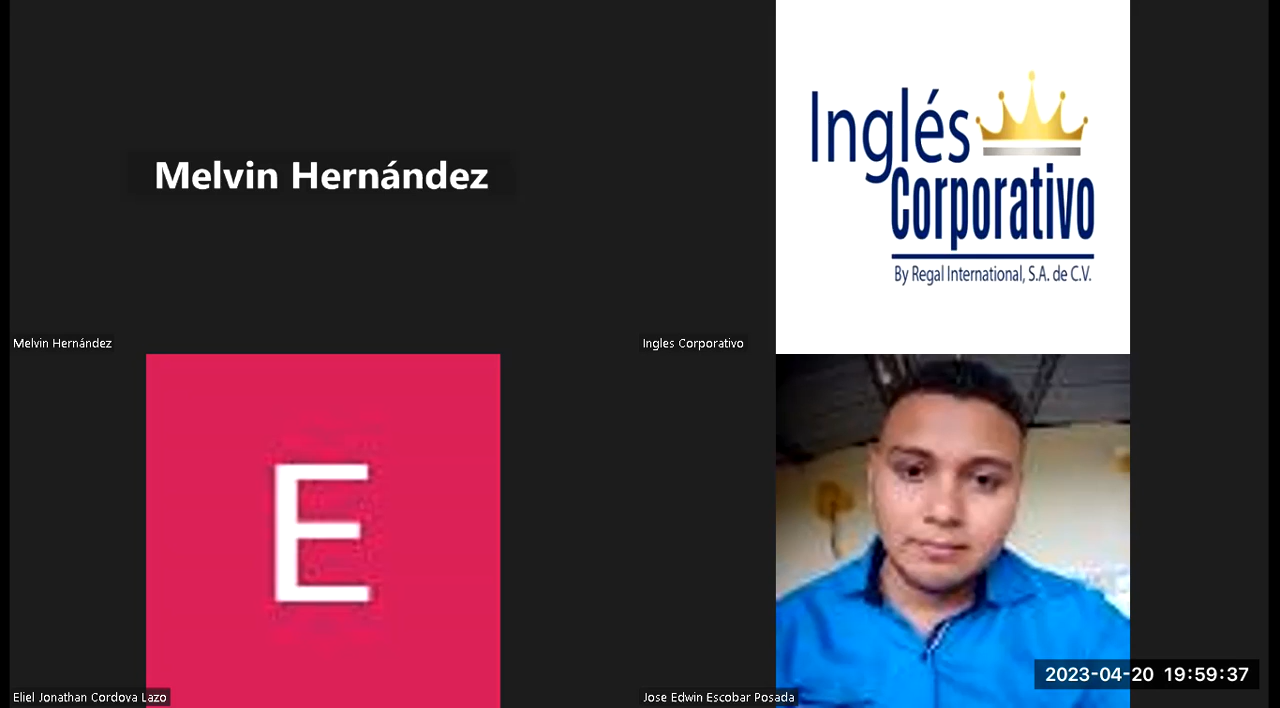 Melvin Hernández
Melvin Hernández
Inglés
Corporativo
By Regal International, S.A. de C.V.
Ingles Corporativo
E
Eliel Jonathan Cordova Lazo
Jose Edwin Escobar Posada
2023-04-20 19:59:37